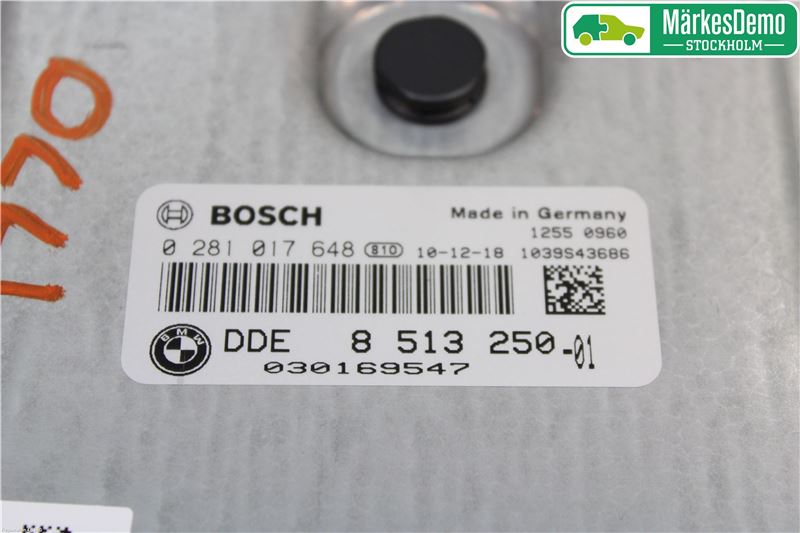 MärkesDemo
STOCKHOLM
BOSCH Made in Germany
1255 0960
0 281 017 648 810 10-12-18 1039S43686
BMW DDE 8 513 250-01
030169547